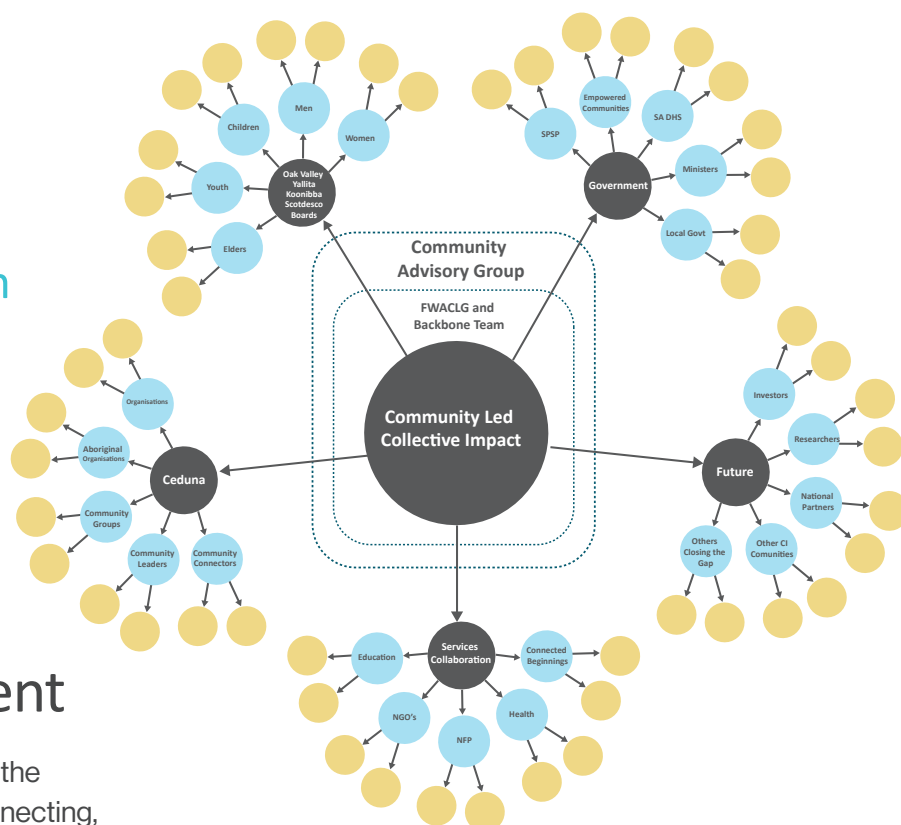 Men
Children
Women
Youth
Oak Valley
Yallita
Koonibba
Scotdesco
Boards
Elders
Empowered
Communities
SA DHS
SPSP
Ministers
Government
Local Govt
Community
Advisory Group
FWACLG and
Backbone Team
Community Led
Collective Impact
n
Organisations
Aboriginal
Organisations
Ceduna
Community
Groups
Community
Leaders
Community
Connectors
Investors
Researchers
Future
National
Partners
Others
Closing the
Gap
Other CI
Comunities
Education
Services
Collaboration
Connected
Beginnings
NGO's
NFP
Health
ent
the
nnecting,